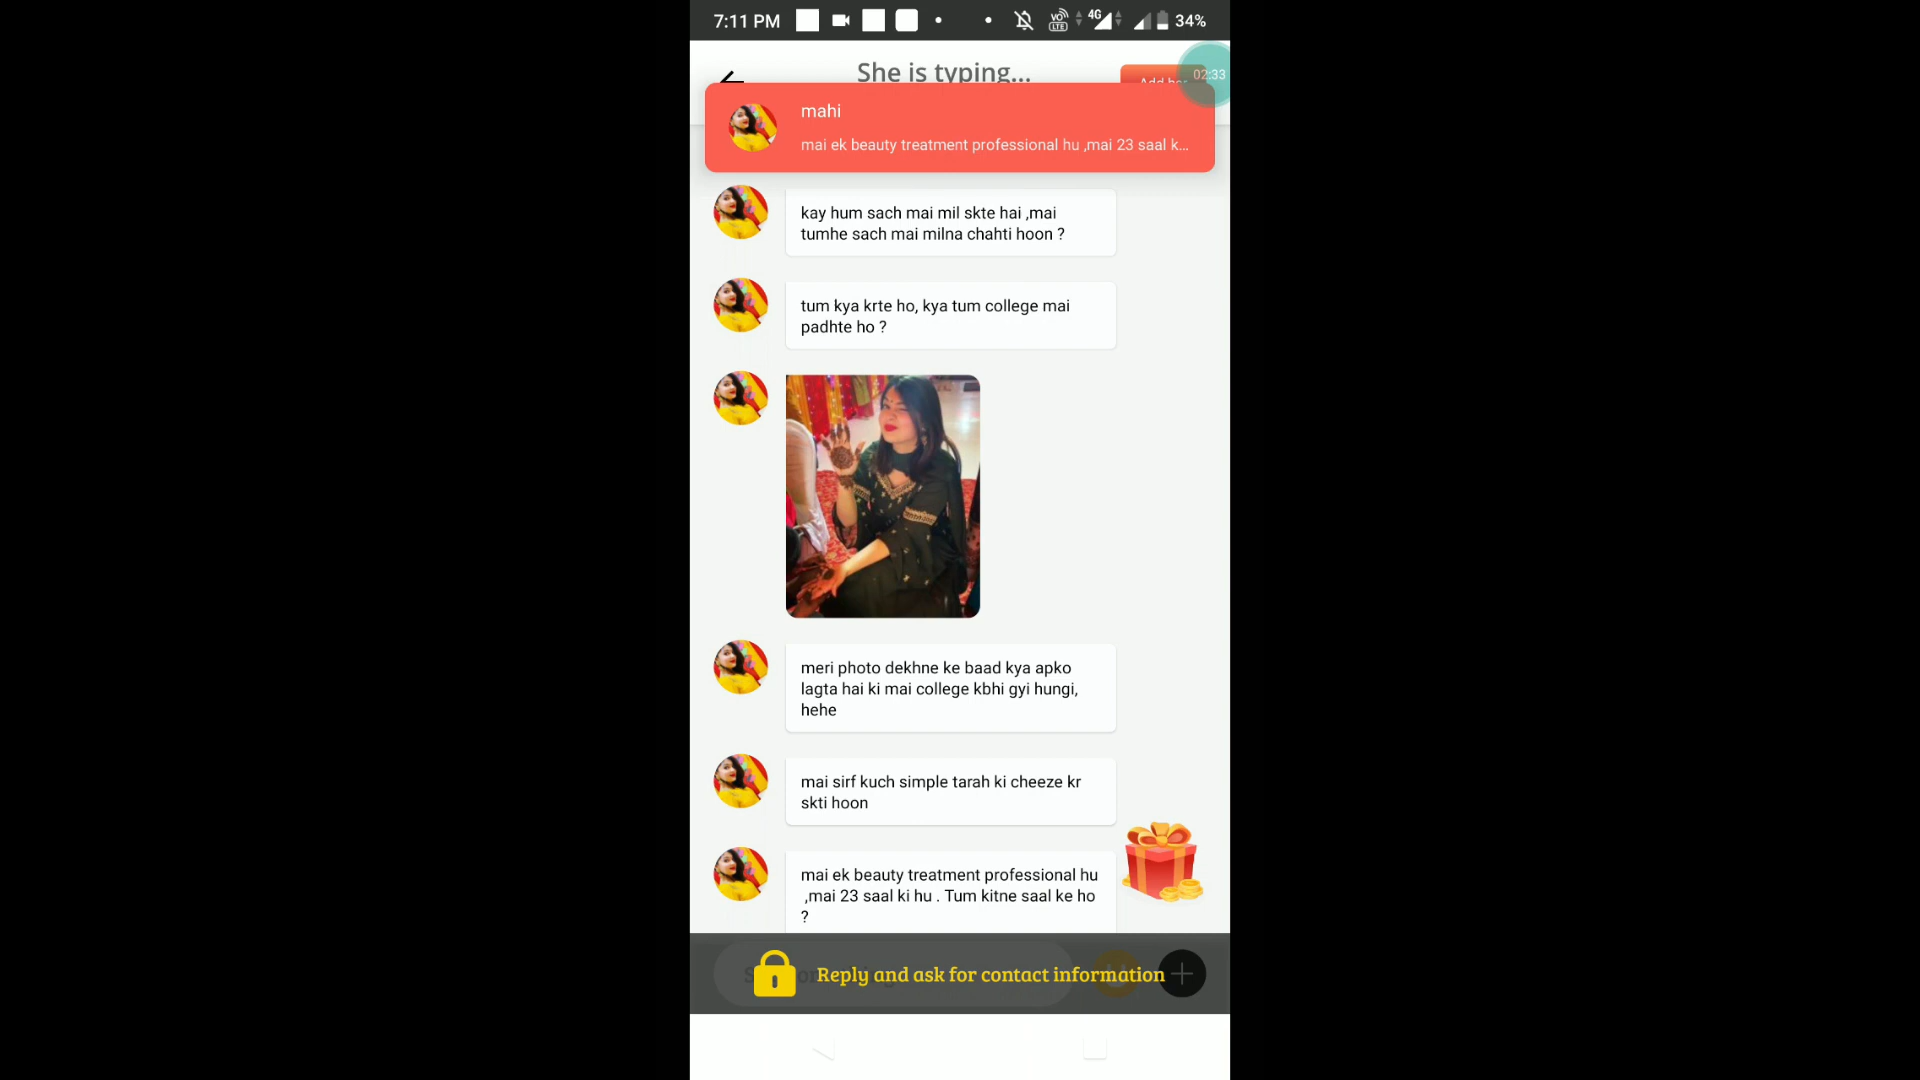 7:11 PM
VO LTE
4G
34%
She is typing...
02:33
mahi
mai ek beauty treatment professional hu ,mai 23 saal k...
kay hum sach mai mil skte hai ,mai
tumhe sach mai milna chahti hoon ?
tum kya krte ho, kya tum college mai
padhte ho ?
meri photo dekhne ke baad kya apko
lagta hai ki mai college kbhi gyi hungi,
hehe
mai sirf kuch simple tarah ki cheeze kr
skti hoon
mai ek beauty treatment professional hu
,mai 23 saal ki hu . Tum kitne saal ke ho
?
Reply and ask for contact information